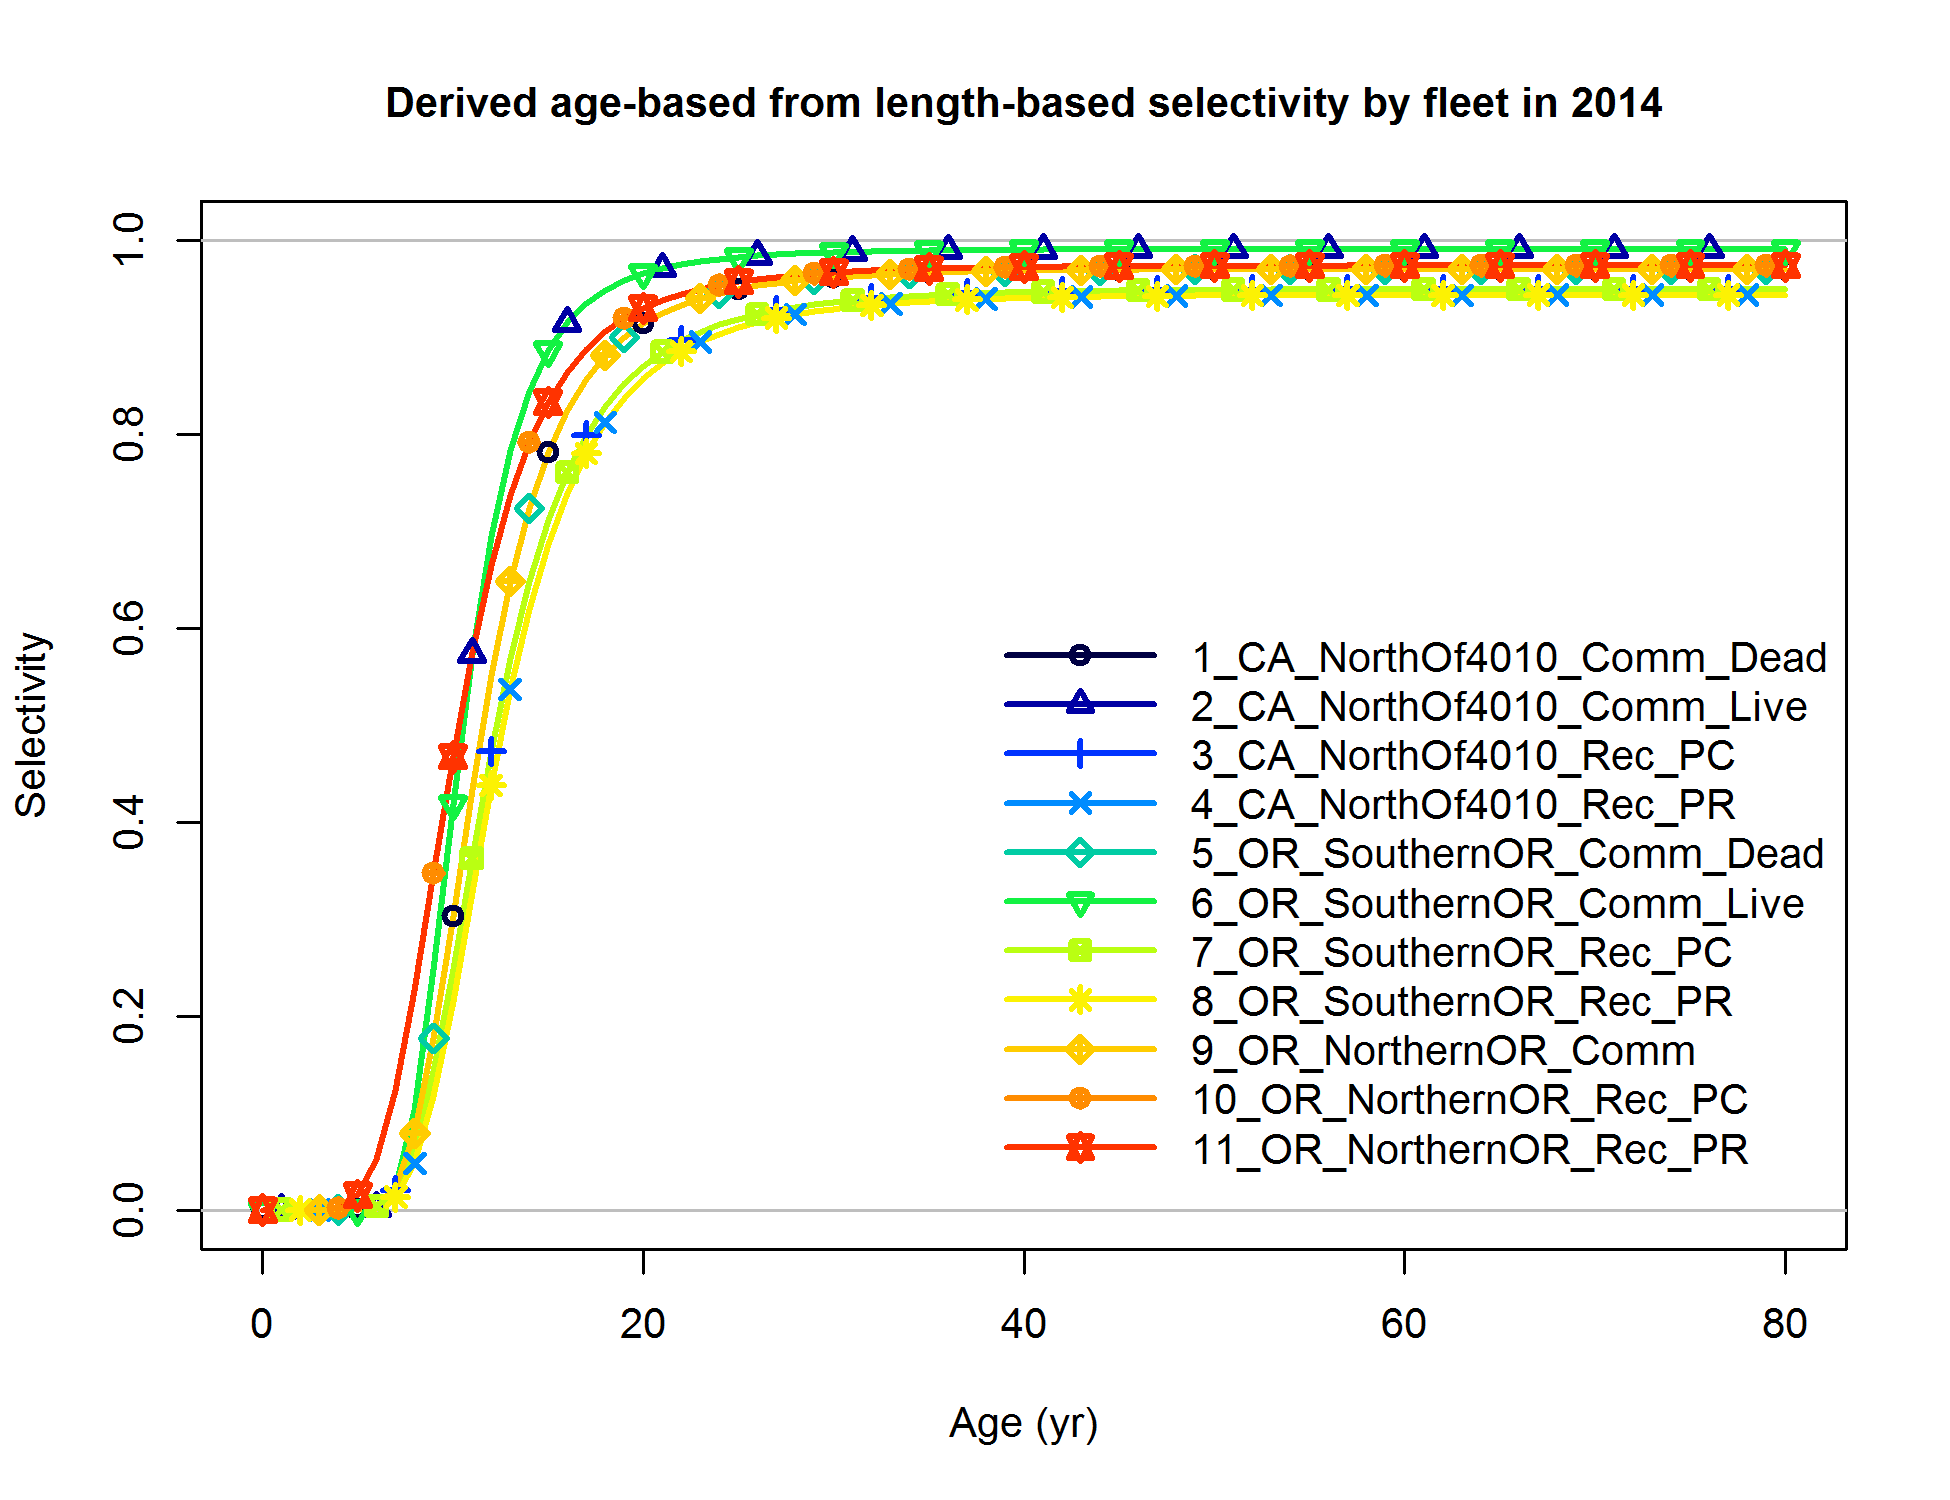 Derived age-based from length-based selectivity by fleet in 2014
1.0
0.8
0.6
0.4
0.2
0.0
Selectivity
1_CA_NorthOf4010_Comm_Dead
2_CA_NorthOf4010_Comm_Live
3_CA_NorthOf4010_Rec_PC
4_CA_NorthOf4010_Rec_PR
5_OR_SouthernOR_Comm_Dead
6_OR_SouthernOR_Comm_Live
7_OR_SouthernOR_Rec_PC
8_OR_SouthernOR_Rec_PR
9_OR_NorthernOR_Comm
10_OR_NorthernOR_Rec_PC
11_OR_NorthernOR_Rec_PR
0 20 40 60 80
Age (yr)